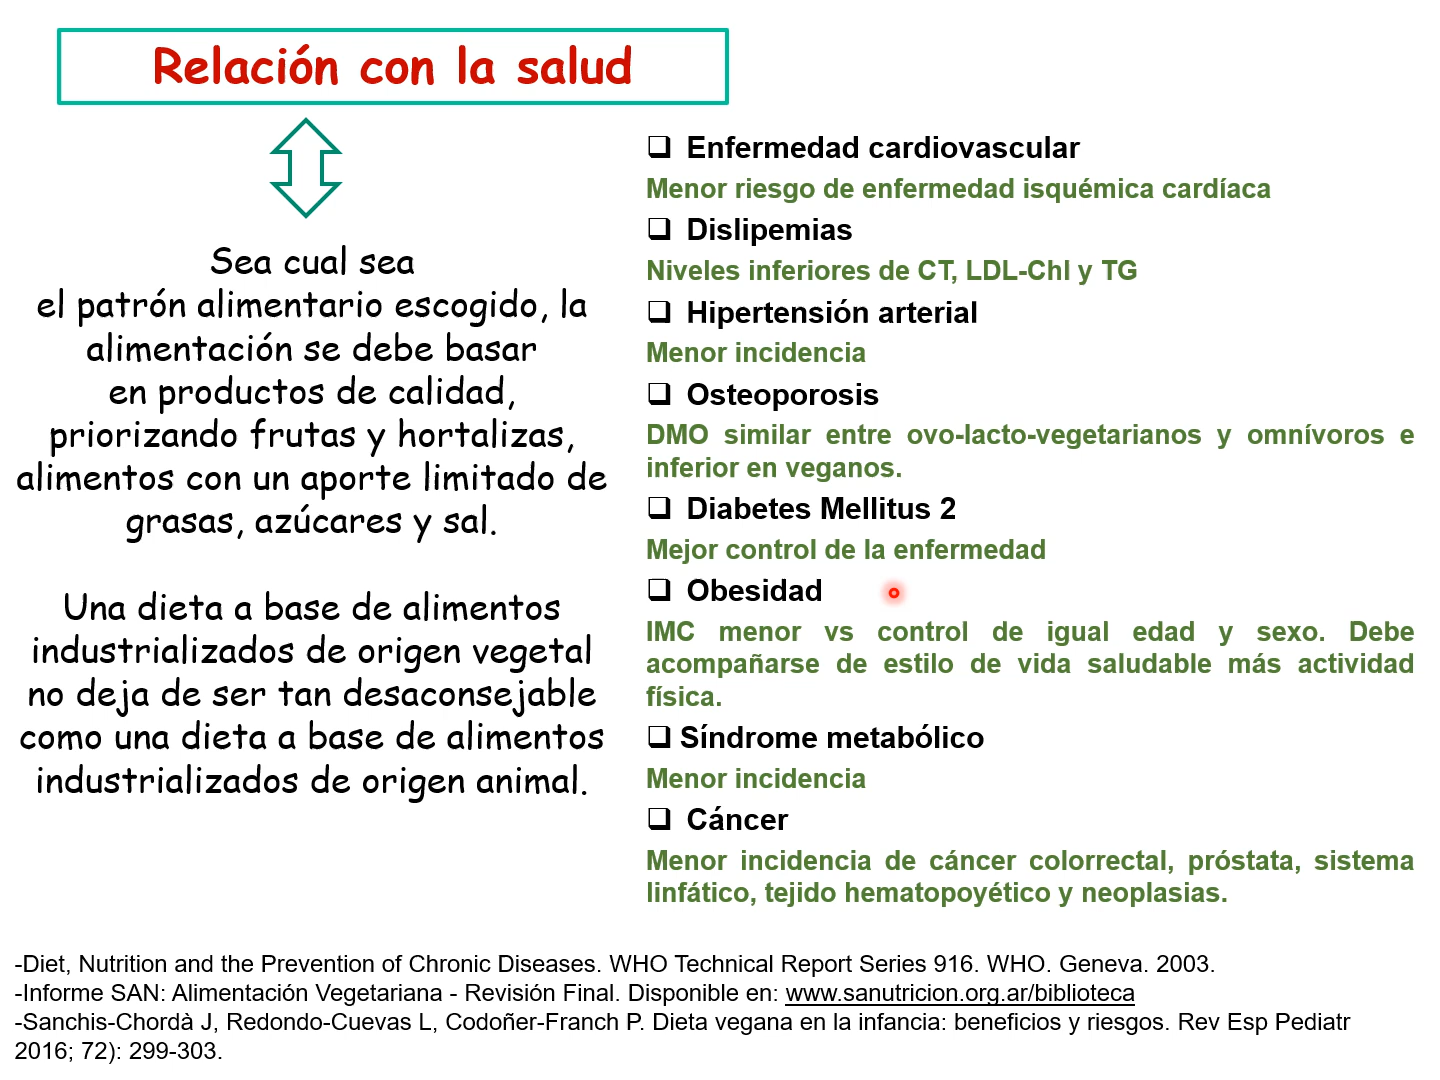 Relación con la salud
Sea cual sea
el patrón alimentario escogido, la
alimentación se debe basar
en productos de calidad,
priorizando frutas y hortalizas,
alimentos con un aporte limitado de
grasas, azúcares y sal.
Una dieta a base de alimentos
industrializados de origen vegetal
no deja de ser tan desaconsejable
como una dieta a base de alimentos
industrializados de origen animal.
❑ Enfermedad cardiovascular
Menor riesgo de enfermedad isquémica cardíaca
❑ Dislipemias
Niveles inferiores de CT, LDL-Chl y TG
❑ Hipertensión arterial
Menor incidencia
❑ Osteoporosis
DMO similar entre ovo-lacto-vegetarianos y omnívoros e
inferior en veganos.
❑ Diabetes Mellitus 2
Mejor control de la enfermedad
❑ Obesidad
IMC menor vs control de igual edad y sexo. Debe
acompañarse de estilo de vida saludable más actividad
física.
❑ Síndrome metabólico
Menor incidencia
❑ Cáncer
Menor incidencia de cáncer colorrectal, próstata, sistema
linfático, tejido hematopoyético y neoplasias.
-Diet, Nutrition and the Prevention of Chronic Diseases. WHO Technical Report Series 916. WHO. Geneva. 2003.
-Informe SAN: Alimentación Vegetariana - Revisión Final. Disponible en: www.sanutricion.org.ar/biblioteca
-Sanchis-Chordà J, Redondo-Cuevas L, Codoñer-Franch P. Dieta vegana en la infancia: beneficios y riesgos. Rev Esp Pediatr
2016; 72): 299-303.